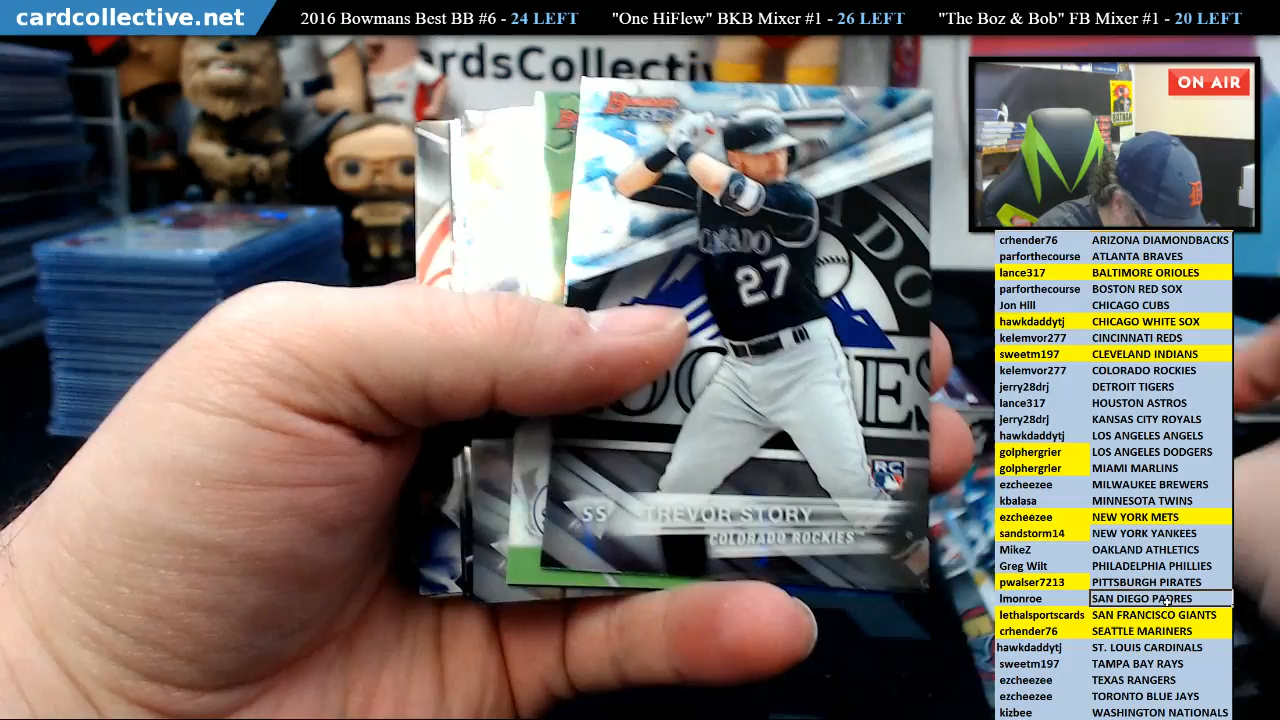 cardcollective.net
2016 Bowmans Best BB #6 - 24 LEFT
"One HiFlew" BKB Mixer #1 - 26 LEFT
"The Boz & Bob" FB Mixer #1 - 20 LEFT
ardsCollectiv
ON AIR
BATMAN
Bowman's
BEST
COLORADO
27
RC
SS TREVOR STORY
COLORADO ROCKIES
crhender76 ARIZONA DIAMONDBACKS
parforthecourse ATLANTA BRAVES
lance317 BALTIMORE ORIOLES
parforthecourse BOSTON RED SOX
Jon Hill CHICAGO CUBS
hawkdaddytj CHICAGO WHITE SOX
kelemvor277 CINCINNATI REDS
sweetm197 CLEVELAND INDIANS
kelemvor277 COLORADO ROCKIES
jerry28drj DETROIT TIGERS
lance317 HOUSTON ASTROS
jerry28drj KANSAS CITY ROYALS
hawkdaddytj LOS ANGELES ANGELS
golphergrier LOS ANGELES DODGERS
golphergrier MIAMI MARLINS
ezcheezee MILWAUKEE BREWERS
kbalasa MINNESOTA TWINS
ezcheezee NEW YORK METS
sandstorm14 NEW YORK YANKEES
MikeZ OAKLAND ATHLETICS
Greg Wilt PHILADELPHIA PHILLIES
pwalser7213 PITTSBURGH PIRATES
lmonroe SAN DIEGO PADRES
lethalsportscards SAN FRANCISCO GIANTS
crhender76 SEATTLE MARINERS
hawkdaddytj ST. LOUIS CARDINALS
sweetm197 TAMPA BAY RAYS
ezcheezee TEXAS RANGERS
ezcheezee TORONTO BLUE JAYS
kizbee WASHINGTON NATIONALS